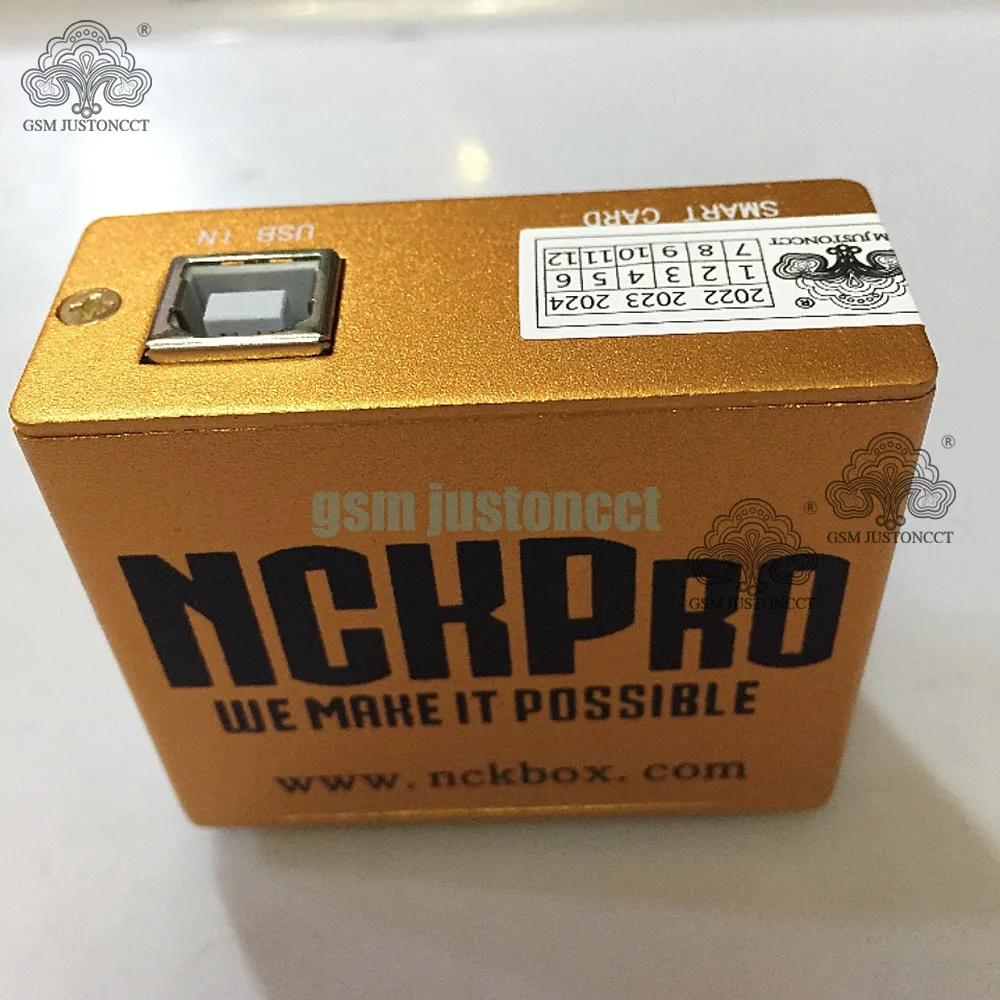 ®
GSM JUSTONCCT
USB IN
SMART CARD
M JUSTONCCT
®
2022 2023 2024
1 2 3 4 5 6
7 8 9 10 11 12
gsm justoncct
®
GSM JUSTONCCT
®
GSM JUSTONCCT
NCKPRO
WE MAKE IT POSSIBLE
www.nckbox.com